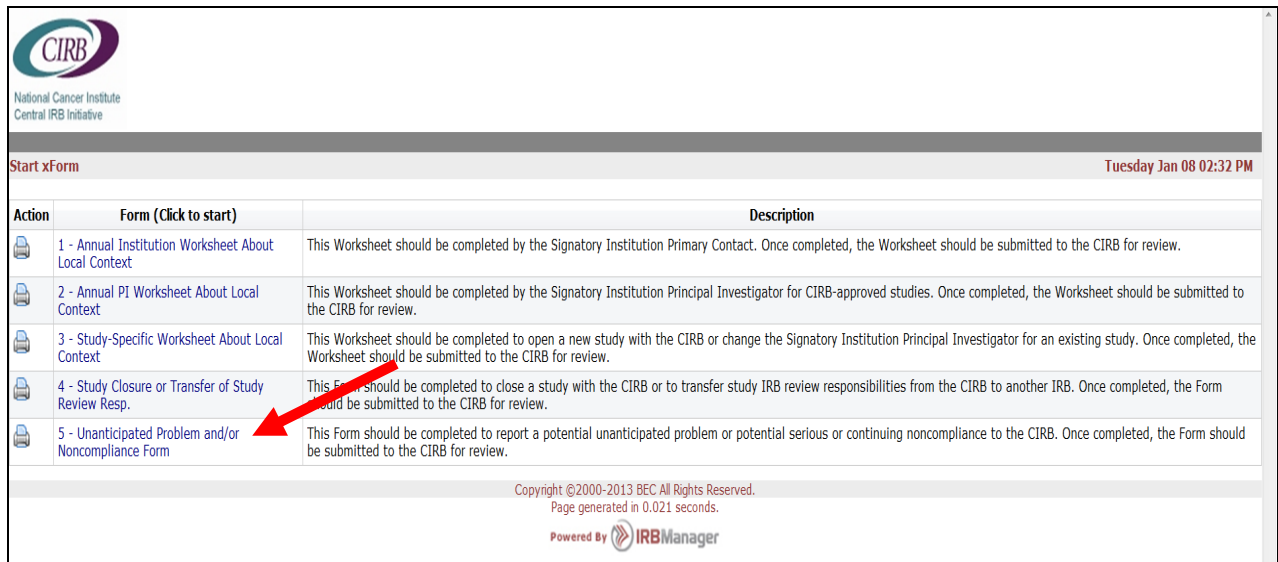 CIRB
National Cancer Institute
Central IRB Initiative
Start xForm
Tuesday Jan 08 02:32 PM
Action
Form (Click to start)
Description
1 - Annual Institution Worksheet About
Local Context
This Worksheet should be completed by the Signatory Institution Primary Contact. Once completed, the Worksheet should be submitted to the CIRB for review.
2 - Annual PI Worksheet About Local
Context
This Worksheet should be completed by the Signatory Institution Principal Investigator for CIRB-approved studies. Once completed, the Worksheet should be submitted to
the CIRB for review.
3 - Study-Specific Worksheet About Local
Context
This Worksheet should be completed to open a new study with the CIRB or change the Signatory Institution Principal Investigator for an existing study. Once completed, the
Worksheet should be submitted to the CIRB for review.
4 - Study Closure or Transfer of Study
Review Resp.
This Form should be completed to close a study with the CIRB or to transfer study IRB review responsibilities from the CIRB to another IRB. Once completed, the Form
should be submitted to the CIRB for review.
5 - Unanticipated Problem and/or
Noncompliance Form
This Form should be completed to report a potential unanticipated problem or potential serious or continuing noncompliance to the CIRB. Once completed, the Form should
be submitted to the CIRB for review.
Copyright ©2000-2013 BEC All Rights Reserved.
Page generated in 0.021 seconds.
Powered By IRBManager